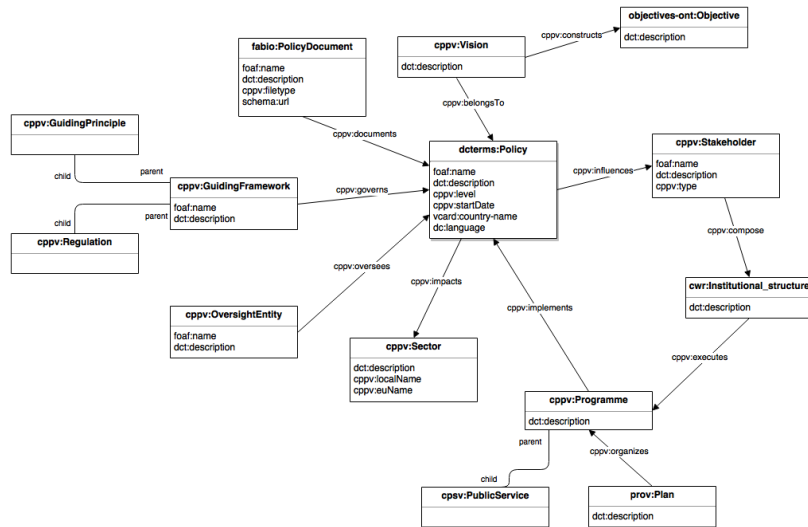 objectives-ont:Objective
dct:description
cppv:constructs
fabio:PolicyDocument
foaf:name
dct:description
cppv:filetype
schema:url
cppv:Vision
dct:description
cppv:belongsTo
cppv:documents
cppv:GuidingPrinciple
child
parent
cppv:GuidingFramework
foaf:name
dct:description
cppv:governs
dcterms:Policy
foaf:name
dct:description
cppv:level
cppv:startDate
vcard:country-name
dc:language
cppv:influences
cppv:Stakeholder
foaf:name
dct:description
cppv:type
parent
child
cppv:Regulation
cppv:oversees
cppv:compose
cppv:impacts
cppv:OversightEntity
foaf:name
dct:description
cppv:implements
cwr:Institutional_structure
dct:description
cppv:Sector
dct:description
cppv:localName
cppv:euName
cppv:executes
cppv:Programme
dct:description
parent
cppv:organizes
child
cpsv:PublicService
prov:Plan
dct:description